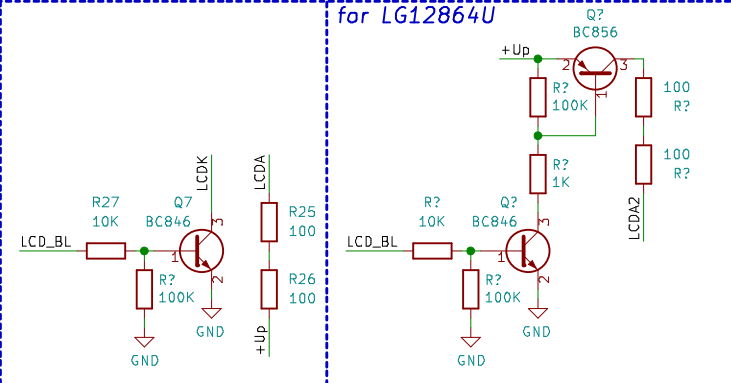 for LG12864U
Q?
BC856
+Up
2
3
1
R?
100K
100
R?
100
R?
R?
1K
LCDA2
LCDK
LCDA
R27
10K
Q7
BC846
3
1
2
LCD_BL
R?
100K
GND
GND
R25
100
R26
100
+Up
R?
10K
Q?
BC846
3
1
2
LCD_BL
R?
100K
GND
GND